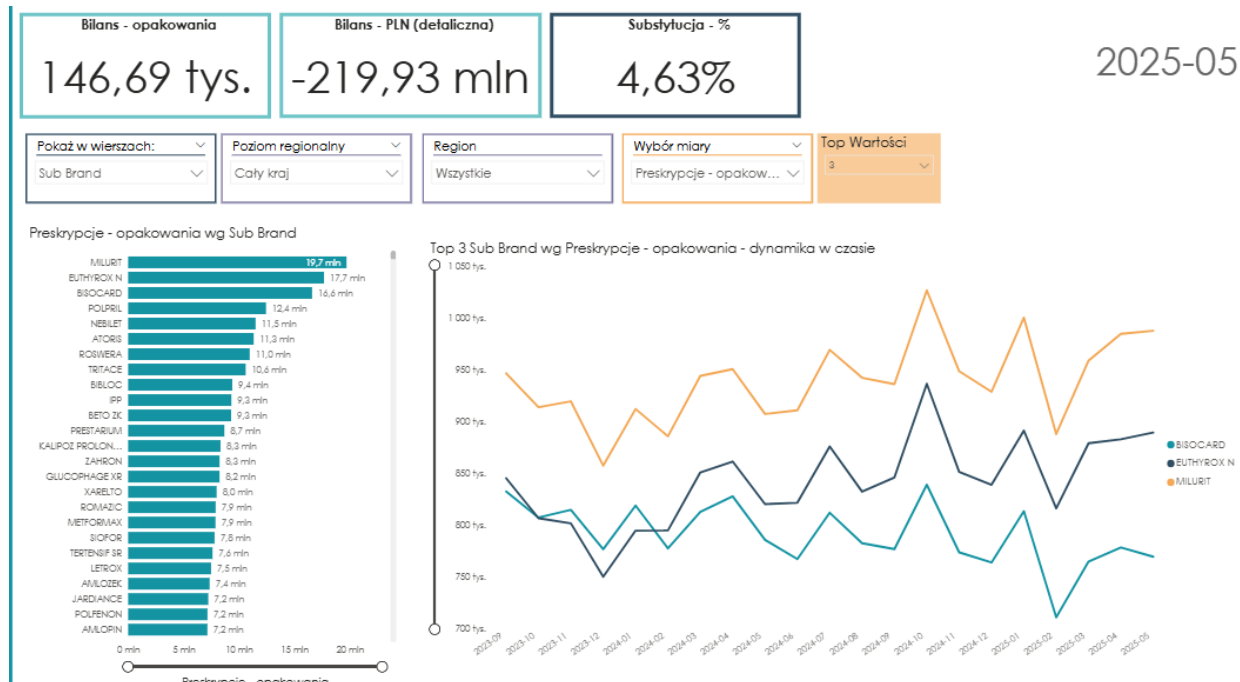 Bilans - opakowania
146,69 tys.
Bilans - PLN (detaliczna)
-219,93 mln
Substytucja - %
4,63%
2025-05
Pokaż w wierszach:
Sub Brand
Poziom regionalny
Cały kraj
Region
Wszystkie
Wybór miary
Preskrypcje - opakow...
Top Wartości
3
Preskrypcje - opakowania wg Sub Brand
MILURIT 19,7 mln
EUTHYROX N 17,7 mln
BISOCARD 16,6 mln
POLPRIL 12,4 mln
NEBILET 11,5 mln
ATORIS 11,3 mln
ROSWERA 11,0 mln
TRITACE 10,6 mln
BIBLOC 9,4 mln
IPP 9,3 mln
BETO ZK 9,3 mln
PRESTARIUM 8,7 mln
KALIPOZ PROLON... 8,3 mln
ZAHRON 8,3 mln
GLUCOPHAGE XR 8,2 mln
XARELTO 8,0 mln
ROMAZIC 7,9 mln
METFORMAX 7,9 mln
SIOFOR 7,8 mln
TERTENSIF SR 7,6 mln
LETROX 7,5 mln
AMLOZEK 7,4 mln
JARDIANCE 7,2 mln
POLFENON 7,2 mln
AMLOPIN 7,2 mln
0 mln 5 mln 10 mln 15 mln 20 mln
Preskrypcje - opakowania
Top 3 Sub Brand wg Preskrypcje - opakowania - dynamika w czasie
1 050 tys.
1 000 tys.
950 tys.
900 tys.
850 tys.
800 tys.
750 tys.
700 tys.
2023-09 2023-10 2023-11 2023-12 2024-01 2024-02 2024-03 2024-04 2024-05 2024-06 2024-07 2024-08 2024-09 2024-10 2024-11 2024-12 2025-01 2025-02 2025-03 2025-04 2025-05
BISOCARD
EUTHYROX N
MILURIT